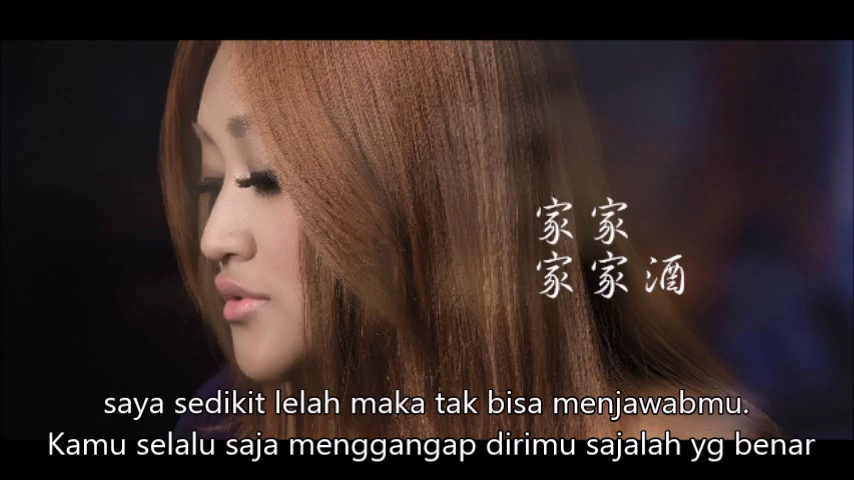 家家
家家酒
saya sedikit lelah maka tak bisa menjawabmu.
Kamu selalu saja menggangap dirimu sajalah yg benar